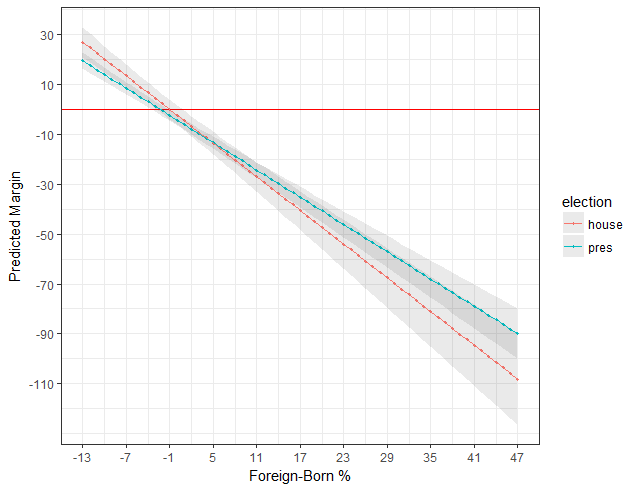 30
10
-10
-30
-50
-70
-90
-110
Predicted Margin
-13 -7 -1 5 11 17 23 29 35 41 47
Foreign-Born %
election
house
pres